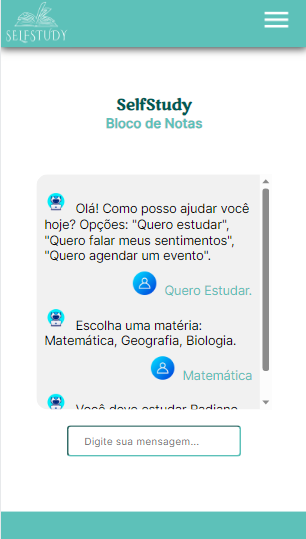 SELFSTUDY
SelfStudy
Bloco de Notas
Olá! Como posso ajudar você
hoje? Opções: "Quero estudar",
"Quero falar meus sentimentos",
"Quero agendar um evento".
Quero Estudar.
Escolha uma matéria:
Matemática, Geografia, Biologia.
Matemática
Você deve estudar Radiano
Digite sua mensagem...